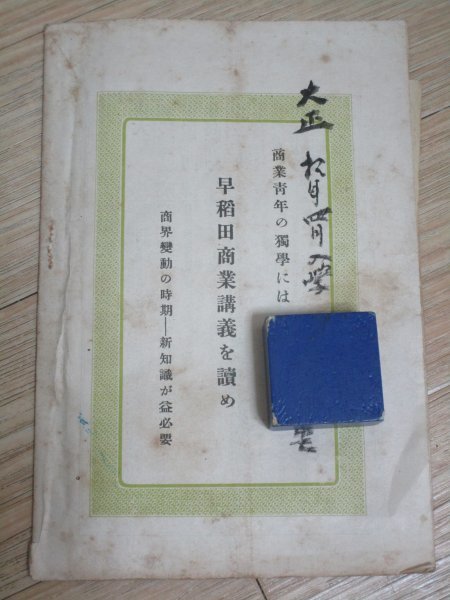 大正
商業青年の獨學には
早稻田商業講義を讀め
商界變動の時期―新知識が益必要